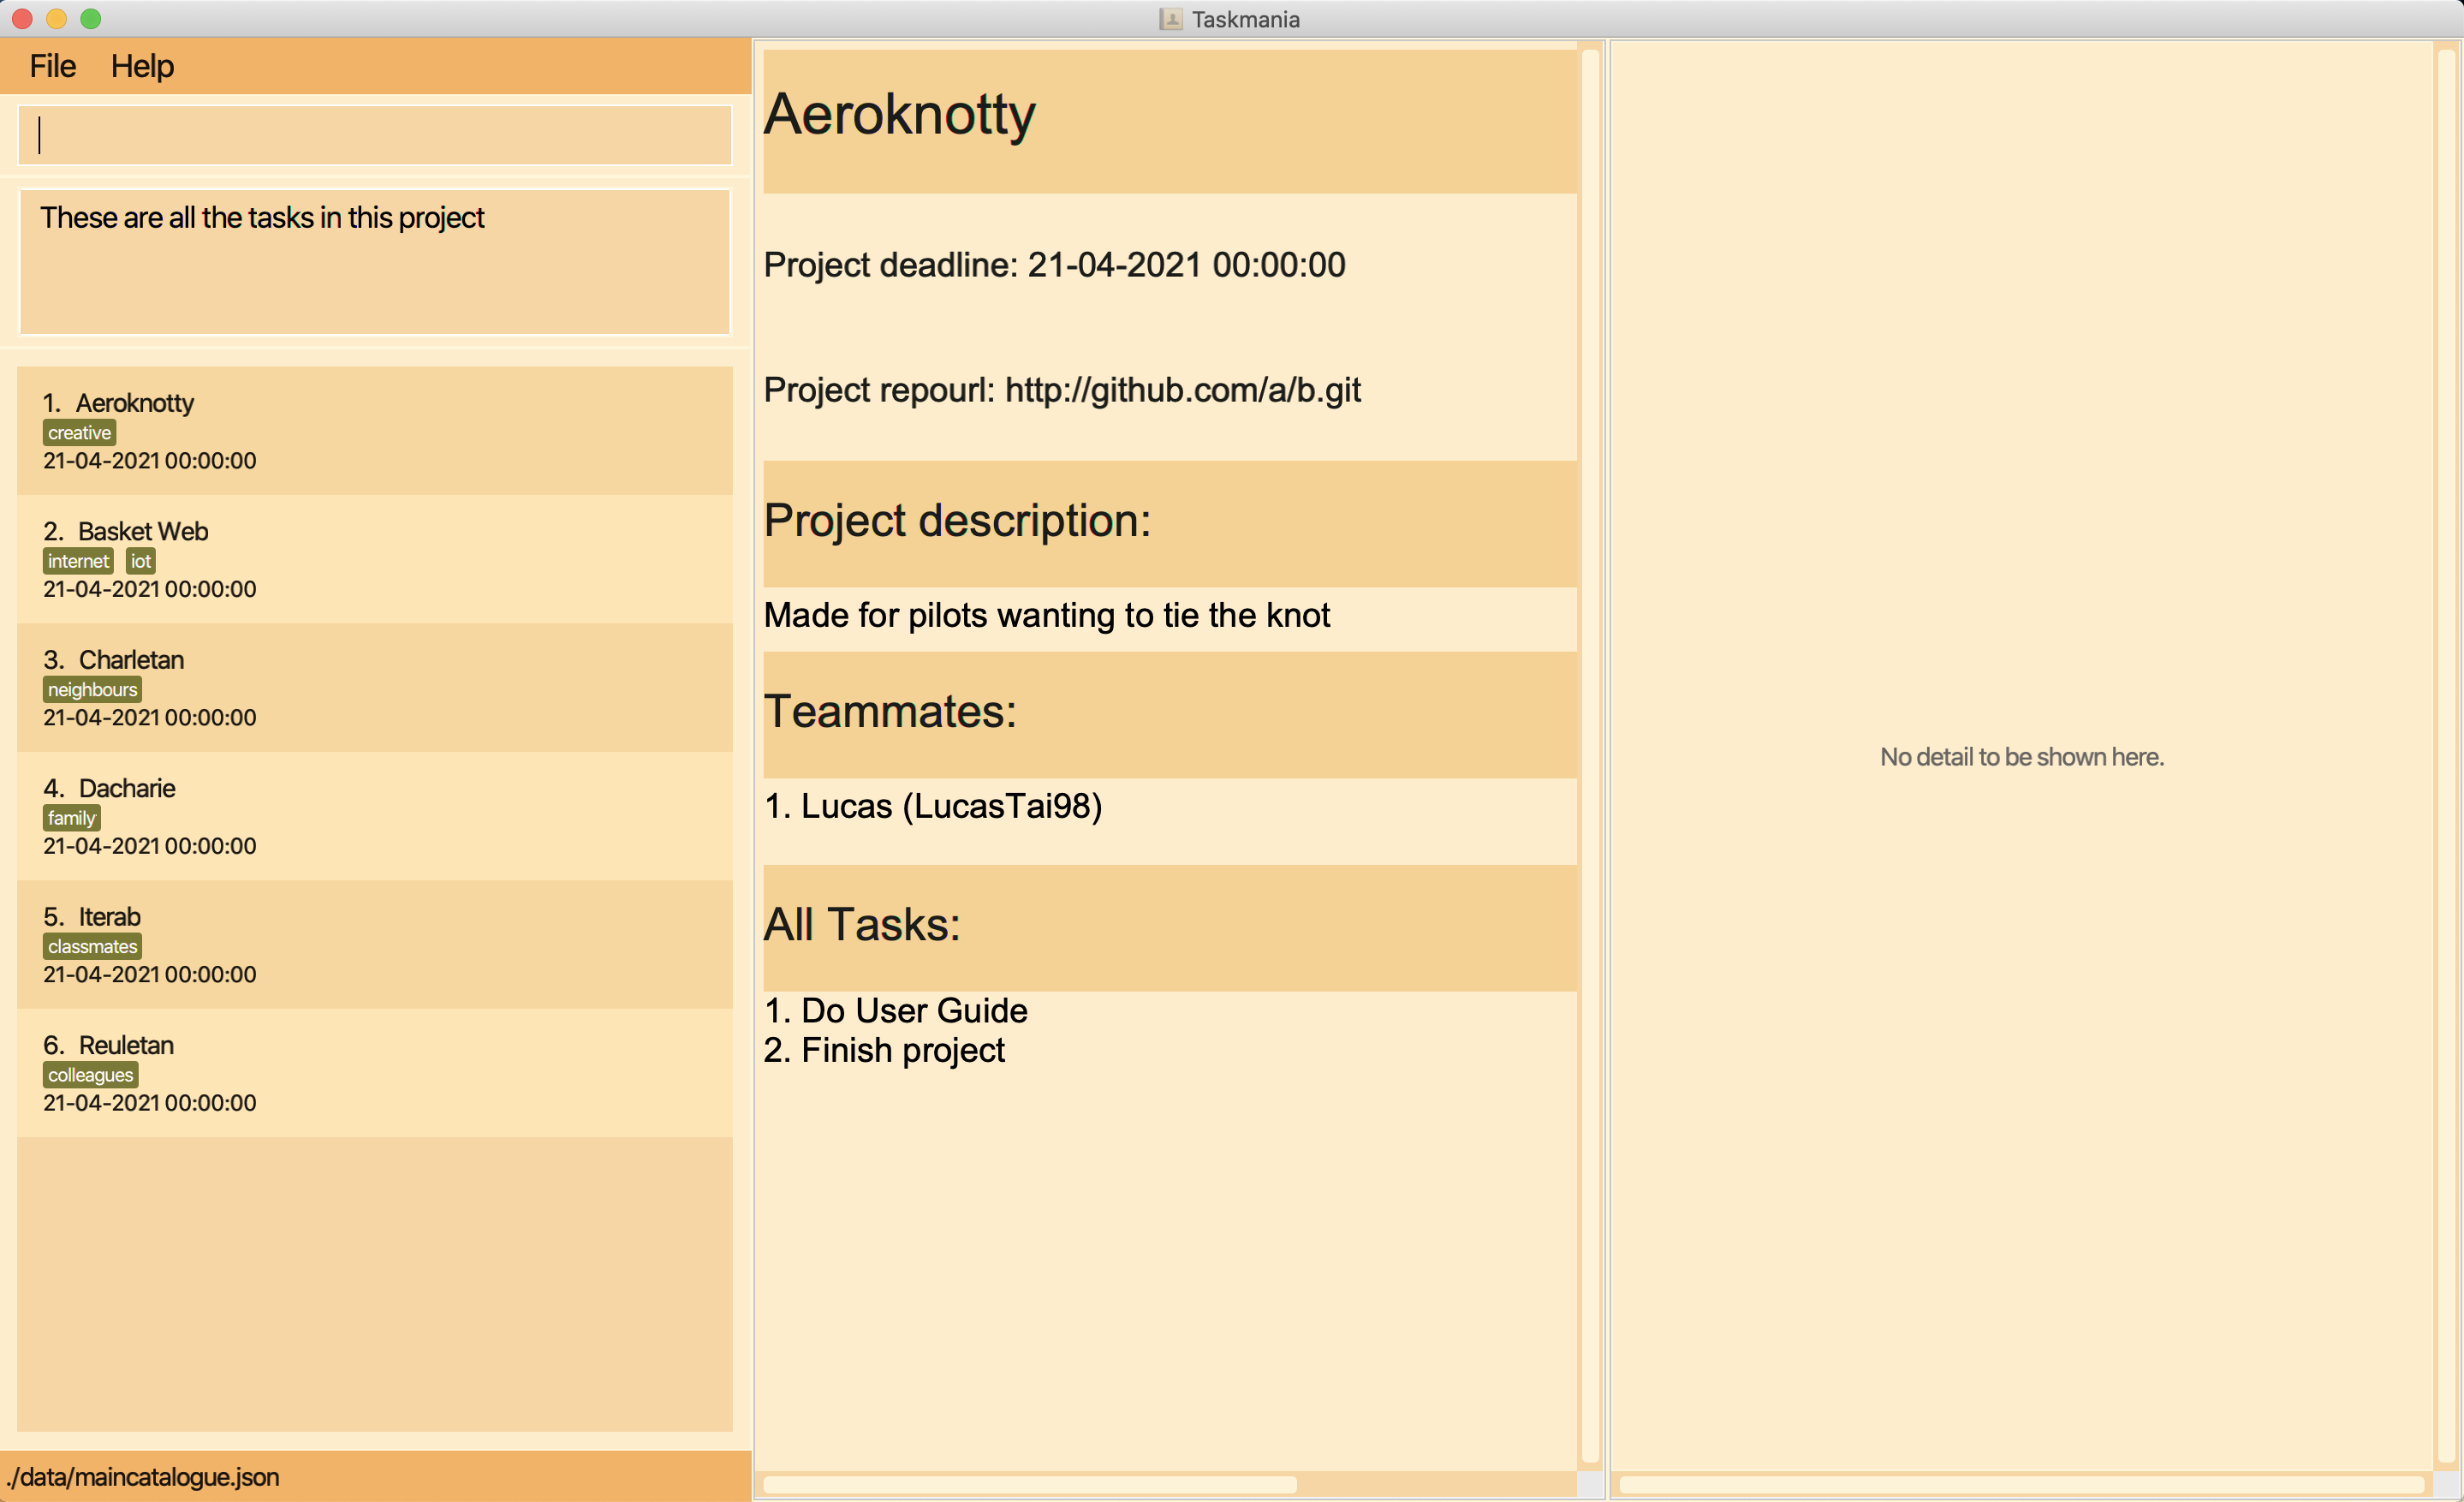 Taskmania
File Help
These are all the tasks in this project
1. Aeroknotty
creative
21-04-2021 00:00:00
2. Basket Web
internet iot
21-04-2021 00:00:00
3. Charletan
neighbours
21-04-2021 00:00:00
4. Dacharie
family
21-04-2021 00:00:00
5. Iterab
classmates
21-04-2021 00:00:00
6. Reuletan
colleagues
21-04-2021 00:00:00
./data/maincatalogue.json
Aeroknotty
Project deadline: 21-04-2021 00:00:00
Project repourl: http://github.com/a/b.git
Project description:
Made for pilots wanting to tie the knot
Teammates:
1. Lucas (LucasTai98)
All Tasks:
1. Do User Guide
2. Finish project
No detail to be shown here.